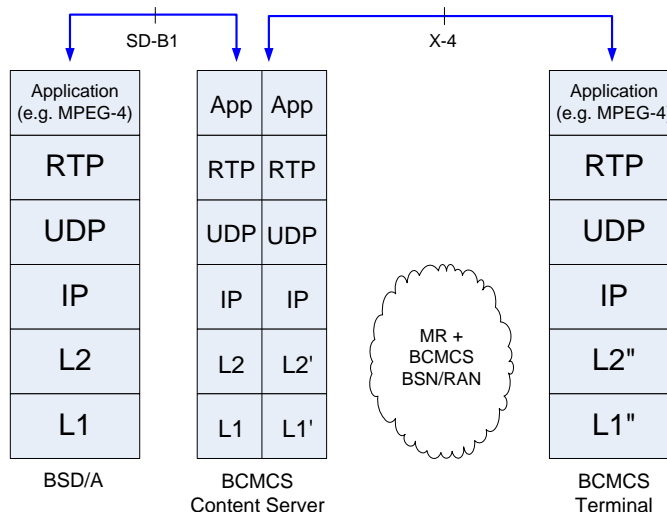 SD-B1
X-4
Application
(e.g. MPEG-4)
App
App
Application
(e.g. MPEG-4)
RTP
RTP
RTP
RTP
UDP
UDP
UDP
UDP
IP
IP
IP
IP
MR +
BCMCS
BSN/RAN
L2
L2
L2'
L2"
L1
L1
L1'
L1"
BSD/A
BCMCS
Content Server
BCMCS
Terminal